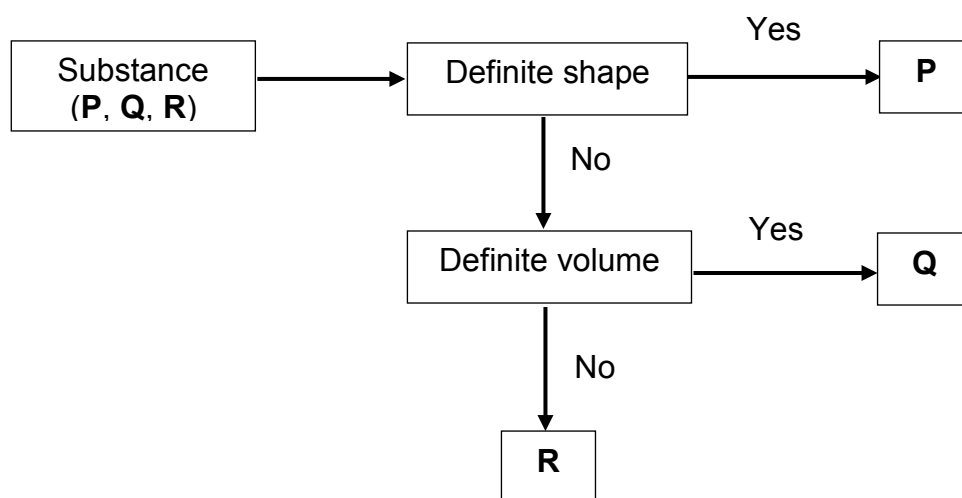 Yes
Substance
(P, Q, R)
Definite shape
P
No
Yes
Definite volume
Q
No
R